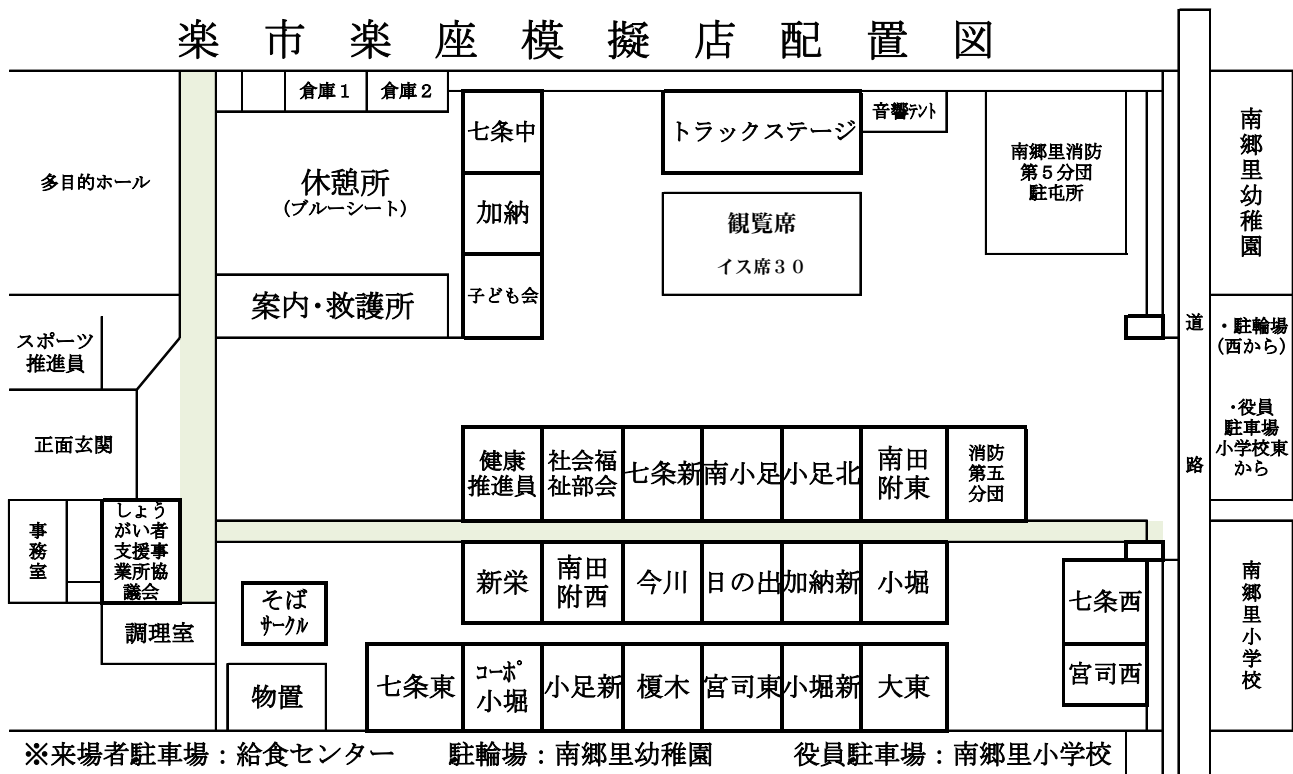 楽市楽座模擬店配置図
倉庫1
倉庫2
七条中
加納
子ども会
トラックステージ
音響テント
観覧席
イス席30
南郷里消防
第5分団
駐屯所
南郷里幼稚園
多目的ホール
休憩所
(ブルーシート)
案内・救護所
スポーツ
推進員
正面玄関
道路
・駐輪場
(西から)
・役員
駐車場
小学校東
から
健康
推進員
社会福
祉部会
七条新
南小足
小足北
南田
附東
消防
第五
分団
事務室
しょう
がい者
支援事
業所協
議会
調理室
そば
サークル
物置
新栄
南田
附西
今川
日の出
加納新
小堀
七条西
宮司西
南郷里小学校
七条東
コーポ
小堀
小足新
榎木
宮司東
小堀新
大東
※来場者駐車場:給食センター 駐輪場:南郷里幼稚園 役員駐車場:南郷里小学校